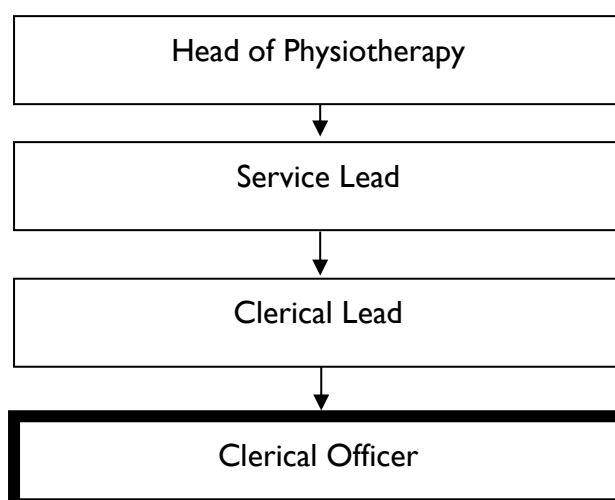 Head of Physiotherapy
Service Lead
Clerical Lead
Clerical Officer